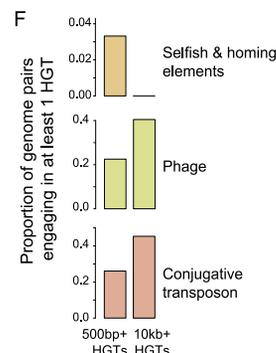 F
Proportion of genome pairs
engaging in at least 1 HGT
0.04
0.02
0.00
Selfish & homing
elements
0.4
0.2
0.0
Phage
0.4
0.2
0.0
Conjugative
transposon
500bp+ 10kb+
HGTs HGTs